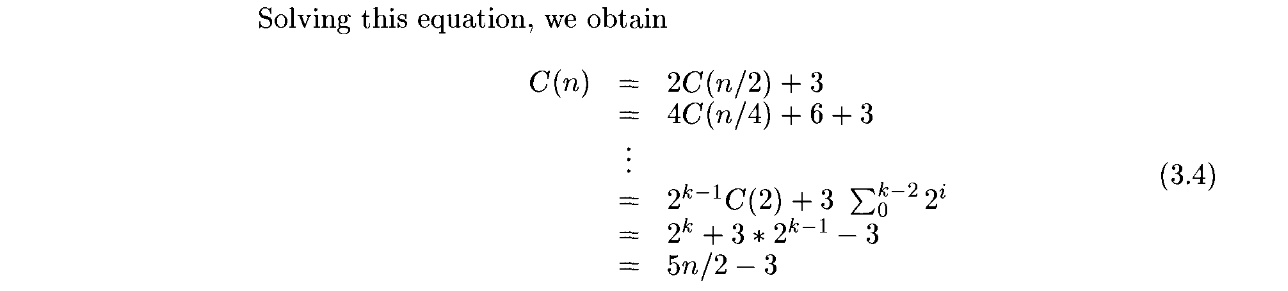 Solving this equation, we obtain
C(n) = 2C(n/2) + 3
= 4C(n/4) + 6 + 3
⋮
(3.4)
= 2^{k−1}C(2) + 3 ∑_0^{k−2} 2^i
= 2^k + 3 ∗ 2^{k−1} − 3
= 5n/2 − 3